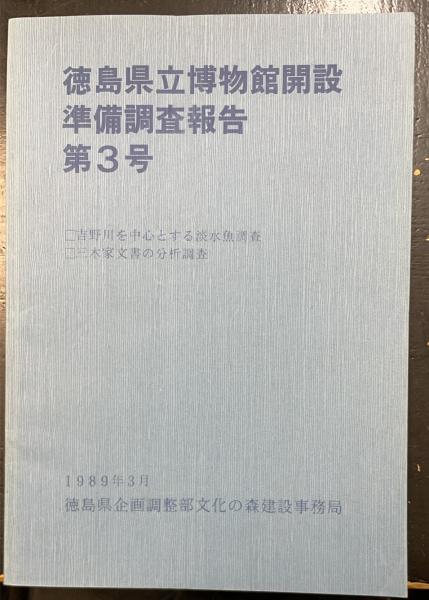 徳島県立博物館開設
準備調査報告
第3号
□吉野川を中心とする淡水魚調査
□三木家文書の分析調査
1989年3月
徳島県企画調整部文化の森建設事務局